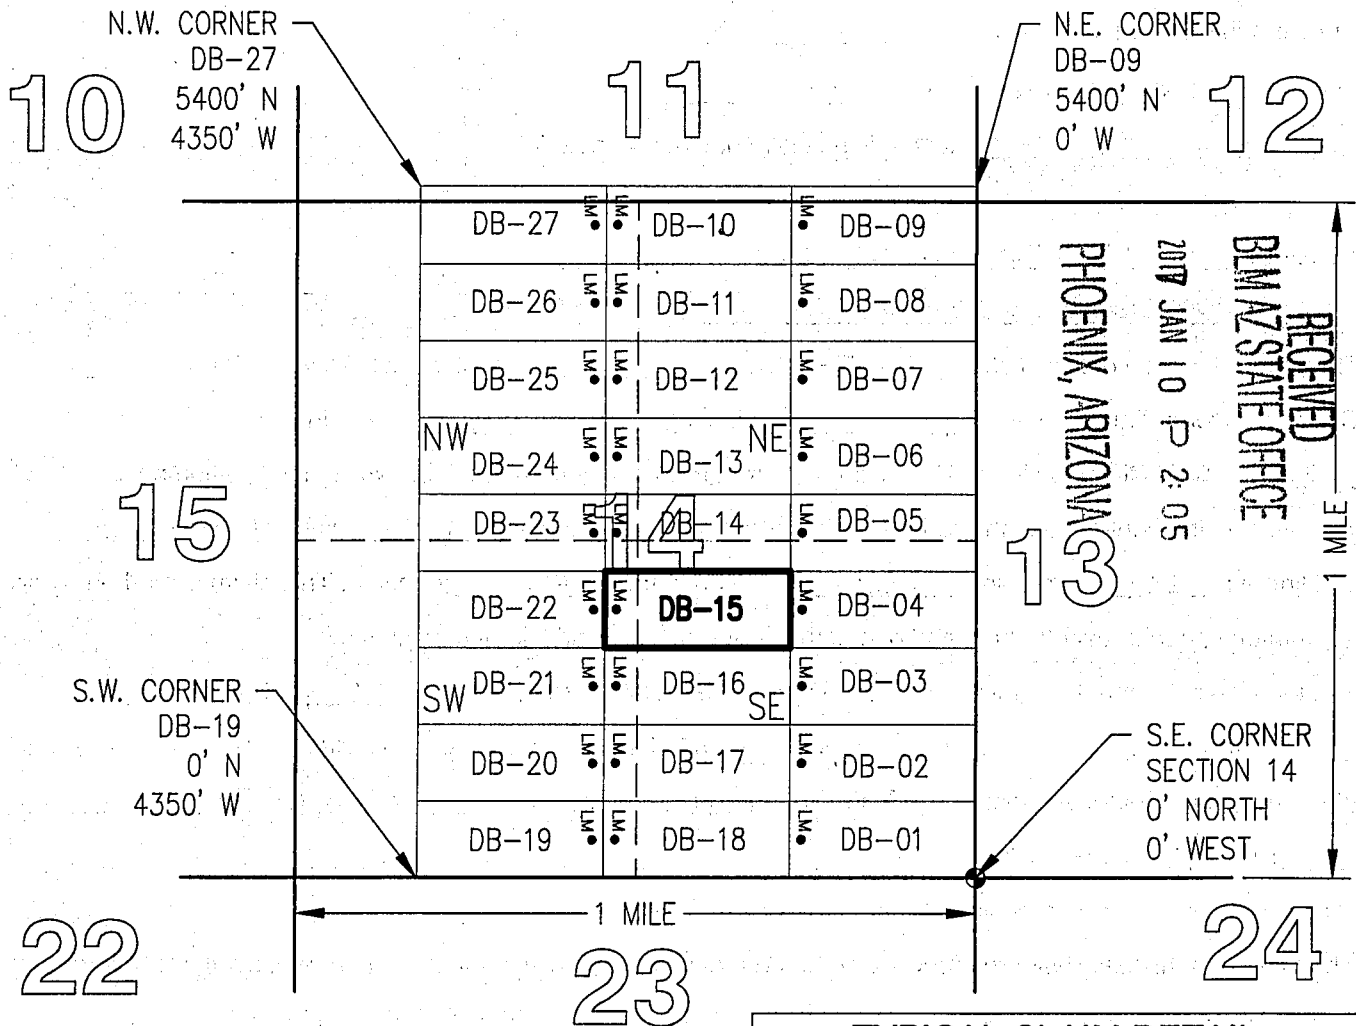 N.W. CORNER
DB-27
5400' N
4350' W
N.E. CORNER
DB-09
5400' N
0' W
10
11
12
DB-27 LM LM DB-10 LM DB-09
DB-26 LM LM DB-11 LM DB-08
DB-25 LM LM DB-12 LM DB-07
NW DB-24 LM LM DB-13 NE LM DB-06
DB-23 LM LM DB-14 LM DB-05
14
15
13
DB-22 LM LM DB-15 LM DB-04
SW DB-21 LM LM DB-16 SE LM DB-03
DB-20 LM LM DB-17 LM DB-02
DB-19 LM LM DB-18 LM DB-01
RECEIVED
BLM AZ STATE OFFICE
2017 JAN 10 P 2:05
PHOENIX, ARIZONA
1 MILE
S.W. CORNER
DB-19
0' N
4350' W
S.E. CORNER
SECTION 14
0' NORTH
0' WEST
1 MILE
22
23
24